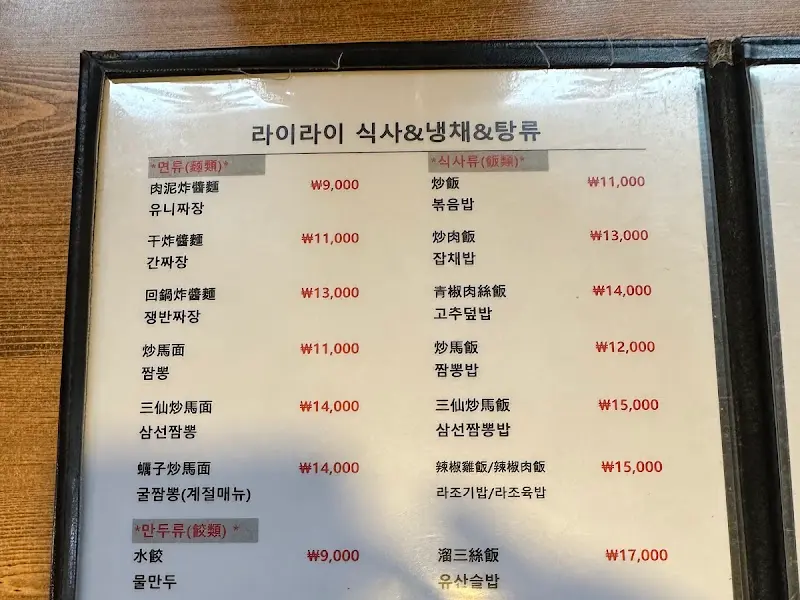 라이라이 식사&냉채&탕류
*면류(麵類)*
肉泥炸醬麵 ₩9,000
유니짜장
干炸醬麵 ₩11,000
간짜장
回鍋炸醬麵 ₩13,000
쟁반짜장
炒馬面 ₩11,000
짬뽕
三仙炒馬面 ₩14,000
삼선짬뽕
蠣子炒馬面 ₩14,000
굴짬뽕(계절매뉴)
*만두류(餃類) *
水餃 ₩9,000
물만두
*식사류(飯類)*
炒飯 ₩11,000
볶음밥
炒肉飯 ₩13,000
잡채밥
青椒肉絲飯 ₩14,000
고추덮밥
炒馬飯 ₩12,000
짬뽕밥
三仙炒馬飯 ₩15,000
삼선짬뽕밥
辣椒雞飯/辣椒肉飯 ₩15,000
라조기밥/라조육밥
溜三絲飯 ₩17,000
유산슬밥